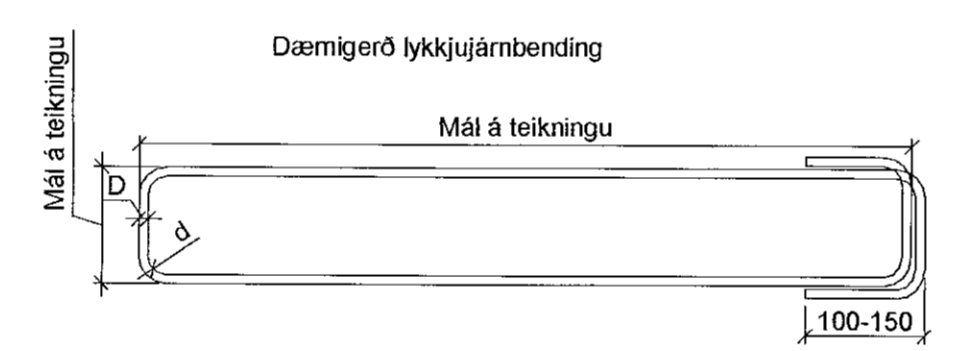 Dæmigerð lykkjujárnbending
Mál á teikningu
Mál á teikningu
D
d
100-150